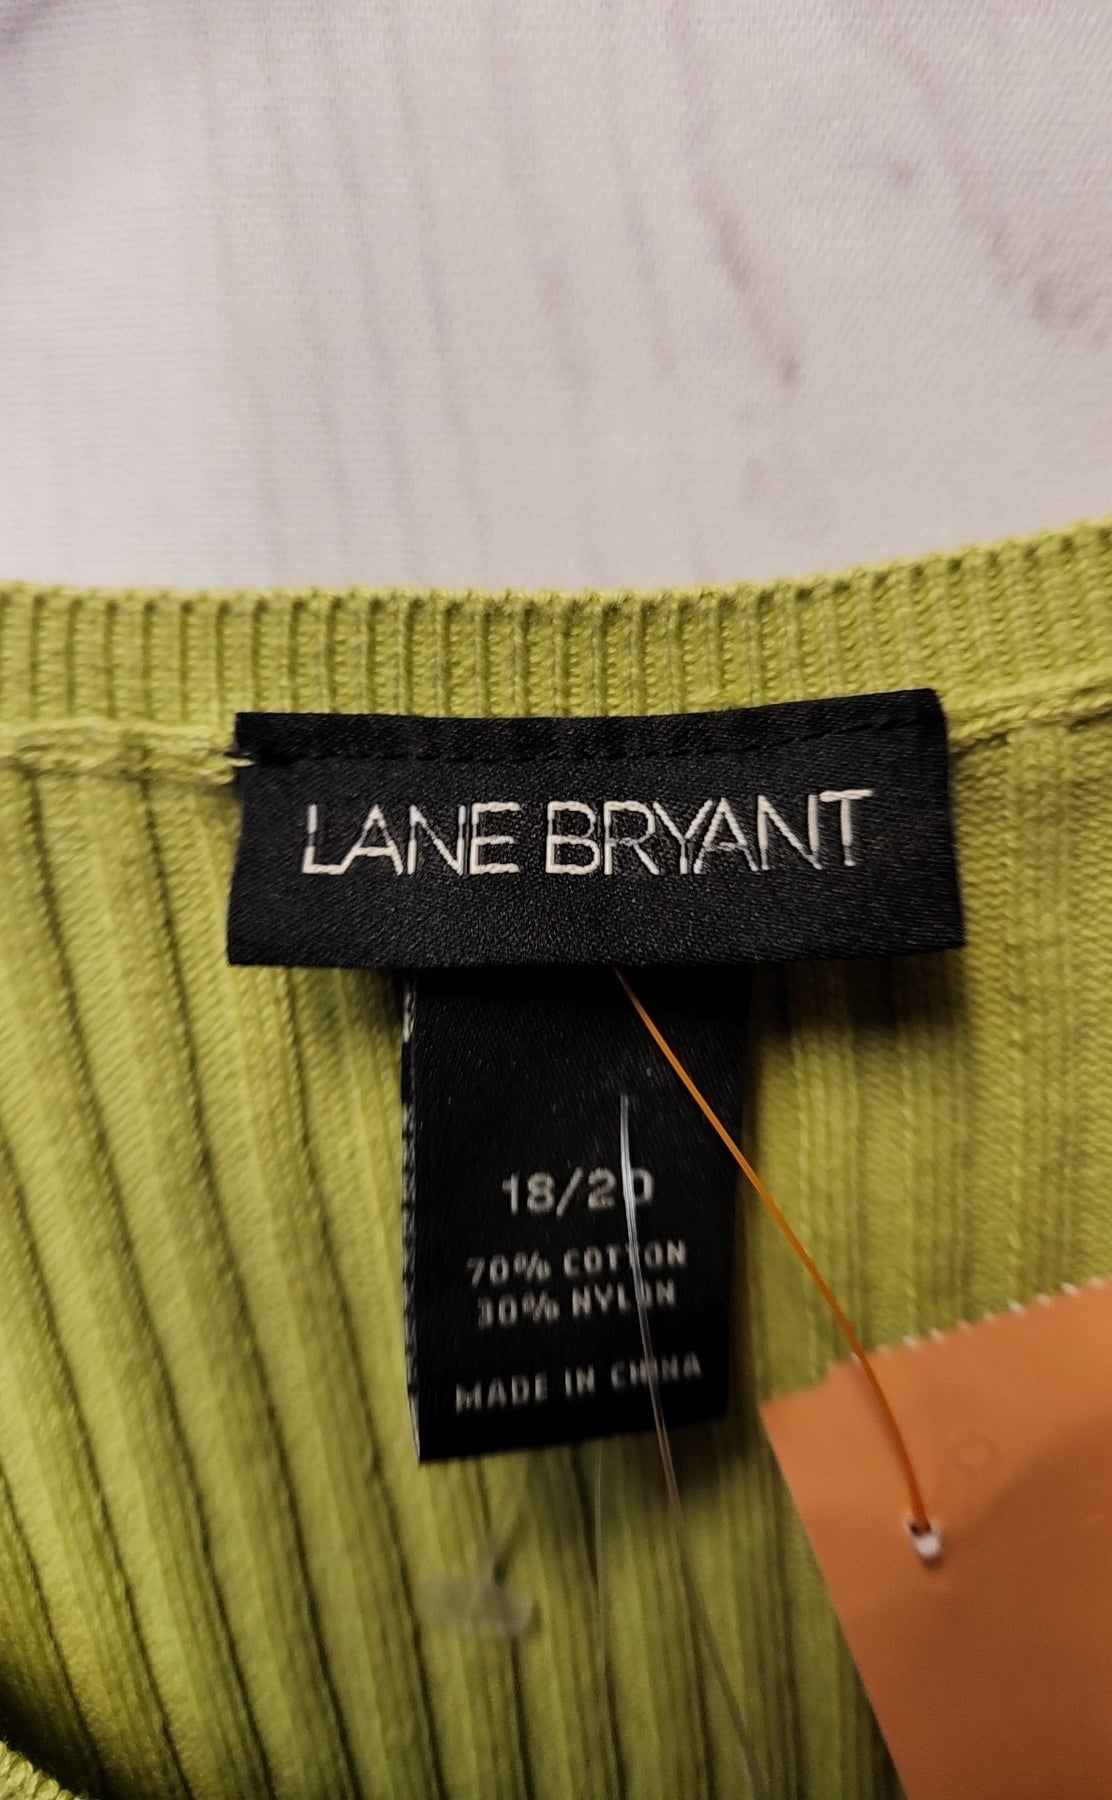 LANE BRYANT
18/20
70% COTTON
30% NYLON
MADE IN CHINA